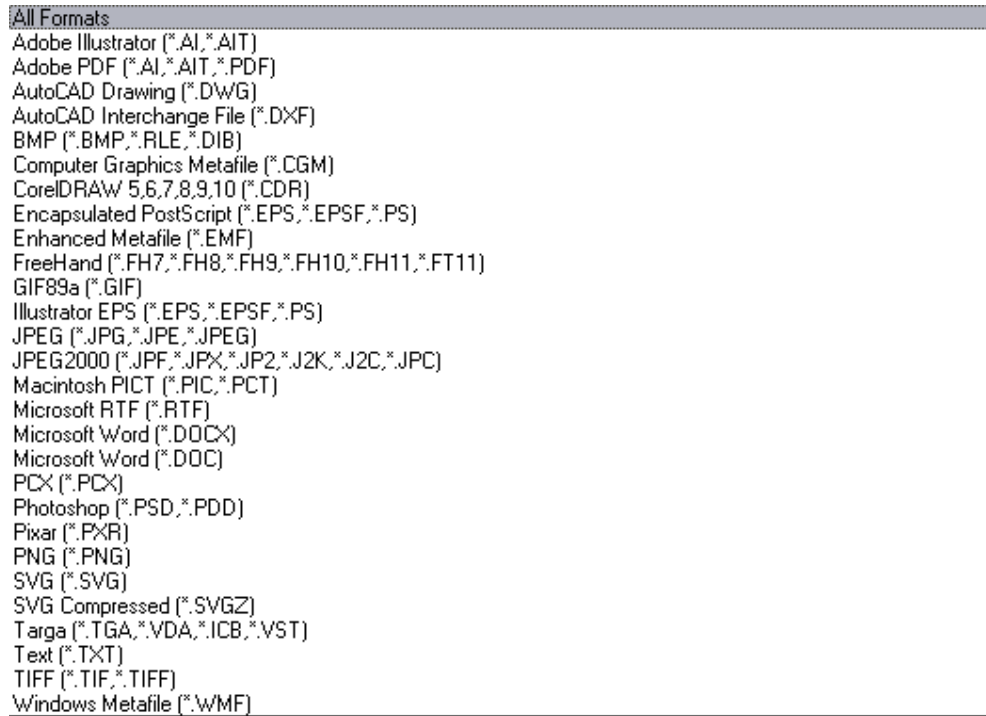 All Formats
Adobe Illustrator (*.AI,*.AIT)
Adobe PDF (*.AI,*.AIT,*.PDF)
AutoCAD Drawing (*.DWG)
AutoCAD Interchange File (*.DXF)
BMP (*.BMP,*.RLE,*.DIB)
Computer Graphics Metafile (*.CGM)
CorelDRAW 5,6,7,8,9,10 (*.CDR)
Encapsulated PostScript (*.EPS,*.EPSF,*.PS)
Enhanced Metafile (*.EMF)
FreeHand (*.FH7,*.FH8,*.FH9,*.FH10,*.FH11,*.FT11)
GIF89a (*.GIF)
Illustrator EPS (*.EPS,*.EPSF,*.PS)
JPEG (*.JPG,*.JPE,*.JPEG)
JPEG2000 (*.JPF,*.JPX,*.JP2,*.J2K,*.J2C,*.JPC)
Macintosh PICT (*.PIC,*.PCT)
Microsoft RTF (*.RTF)
Microsoft Word (*.DOCX)
Microsoft Word (*.DOC)
PCX (*.PCX)
Photoshop (*.PSD,*.PDD)
Pixar (*.PXR)
PNG (*.PNG)
SVG (*.SVG)
SVG Compressed (*.SVGZ)
Targa (*.TGA,*.VDA,*.ICB,*.VST)
Text (*.TXT)
TIFF (*.TIF,*.TIFF)
Windows Metafile (*.WMF)